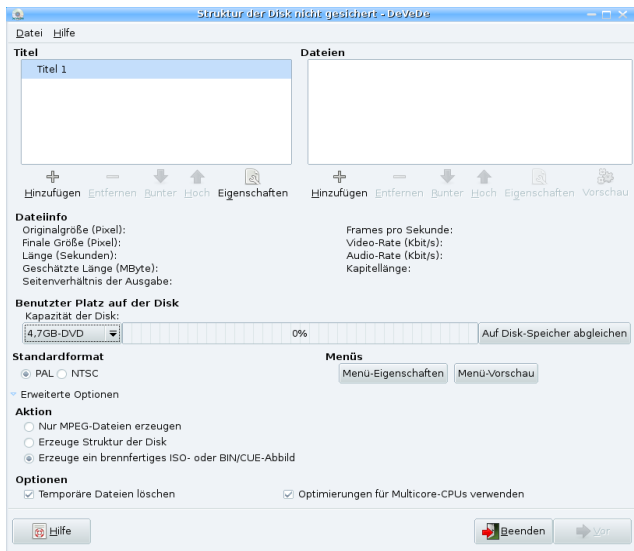 Struktur der Disk nicht gesichert - DeVeDe
Datei Hilfe
Titel
Dateien
Titel 1
Hinzufügen Entfernen Runter Hoch Eigenschaften
Hinzufügen Entfernen Runter Hoch Eigenschaften Vorschau
Dateiinfo
Originalgröße (Pixel):
Finale Größe (Pixel):
Länge (Sekunden):
Geschätzte Länge (MByte):
Seitenverhältnis der Ausgabe:
Frames pro Sekunde:
Video-Rate (Kbit/s):
Audio-Rate (Kbit/s):
Kapitellänge:
Benutzter Platz auf der Disk
Kapazität der Disk:
4,7GB-DVD 0% Auf Disk-Speicher abgleichen
Standardformat
PAL NTSC
Menüs
Menü-Eigenschaften Menü-Vorschau
Erweiterte Optionen
Aktion
Nur MPEG-Dateien erzeugen
Erzeuge Struktur der Disk
Erzeuge ein brennfertiges ISO- oder BIN/CUE-Abbild
Optionen
Temporäre Dateien löschen Optimierungen für Multicore-CPUs verwenden
Hilfe Beenden Vor